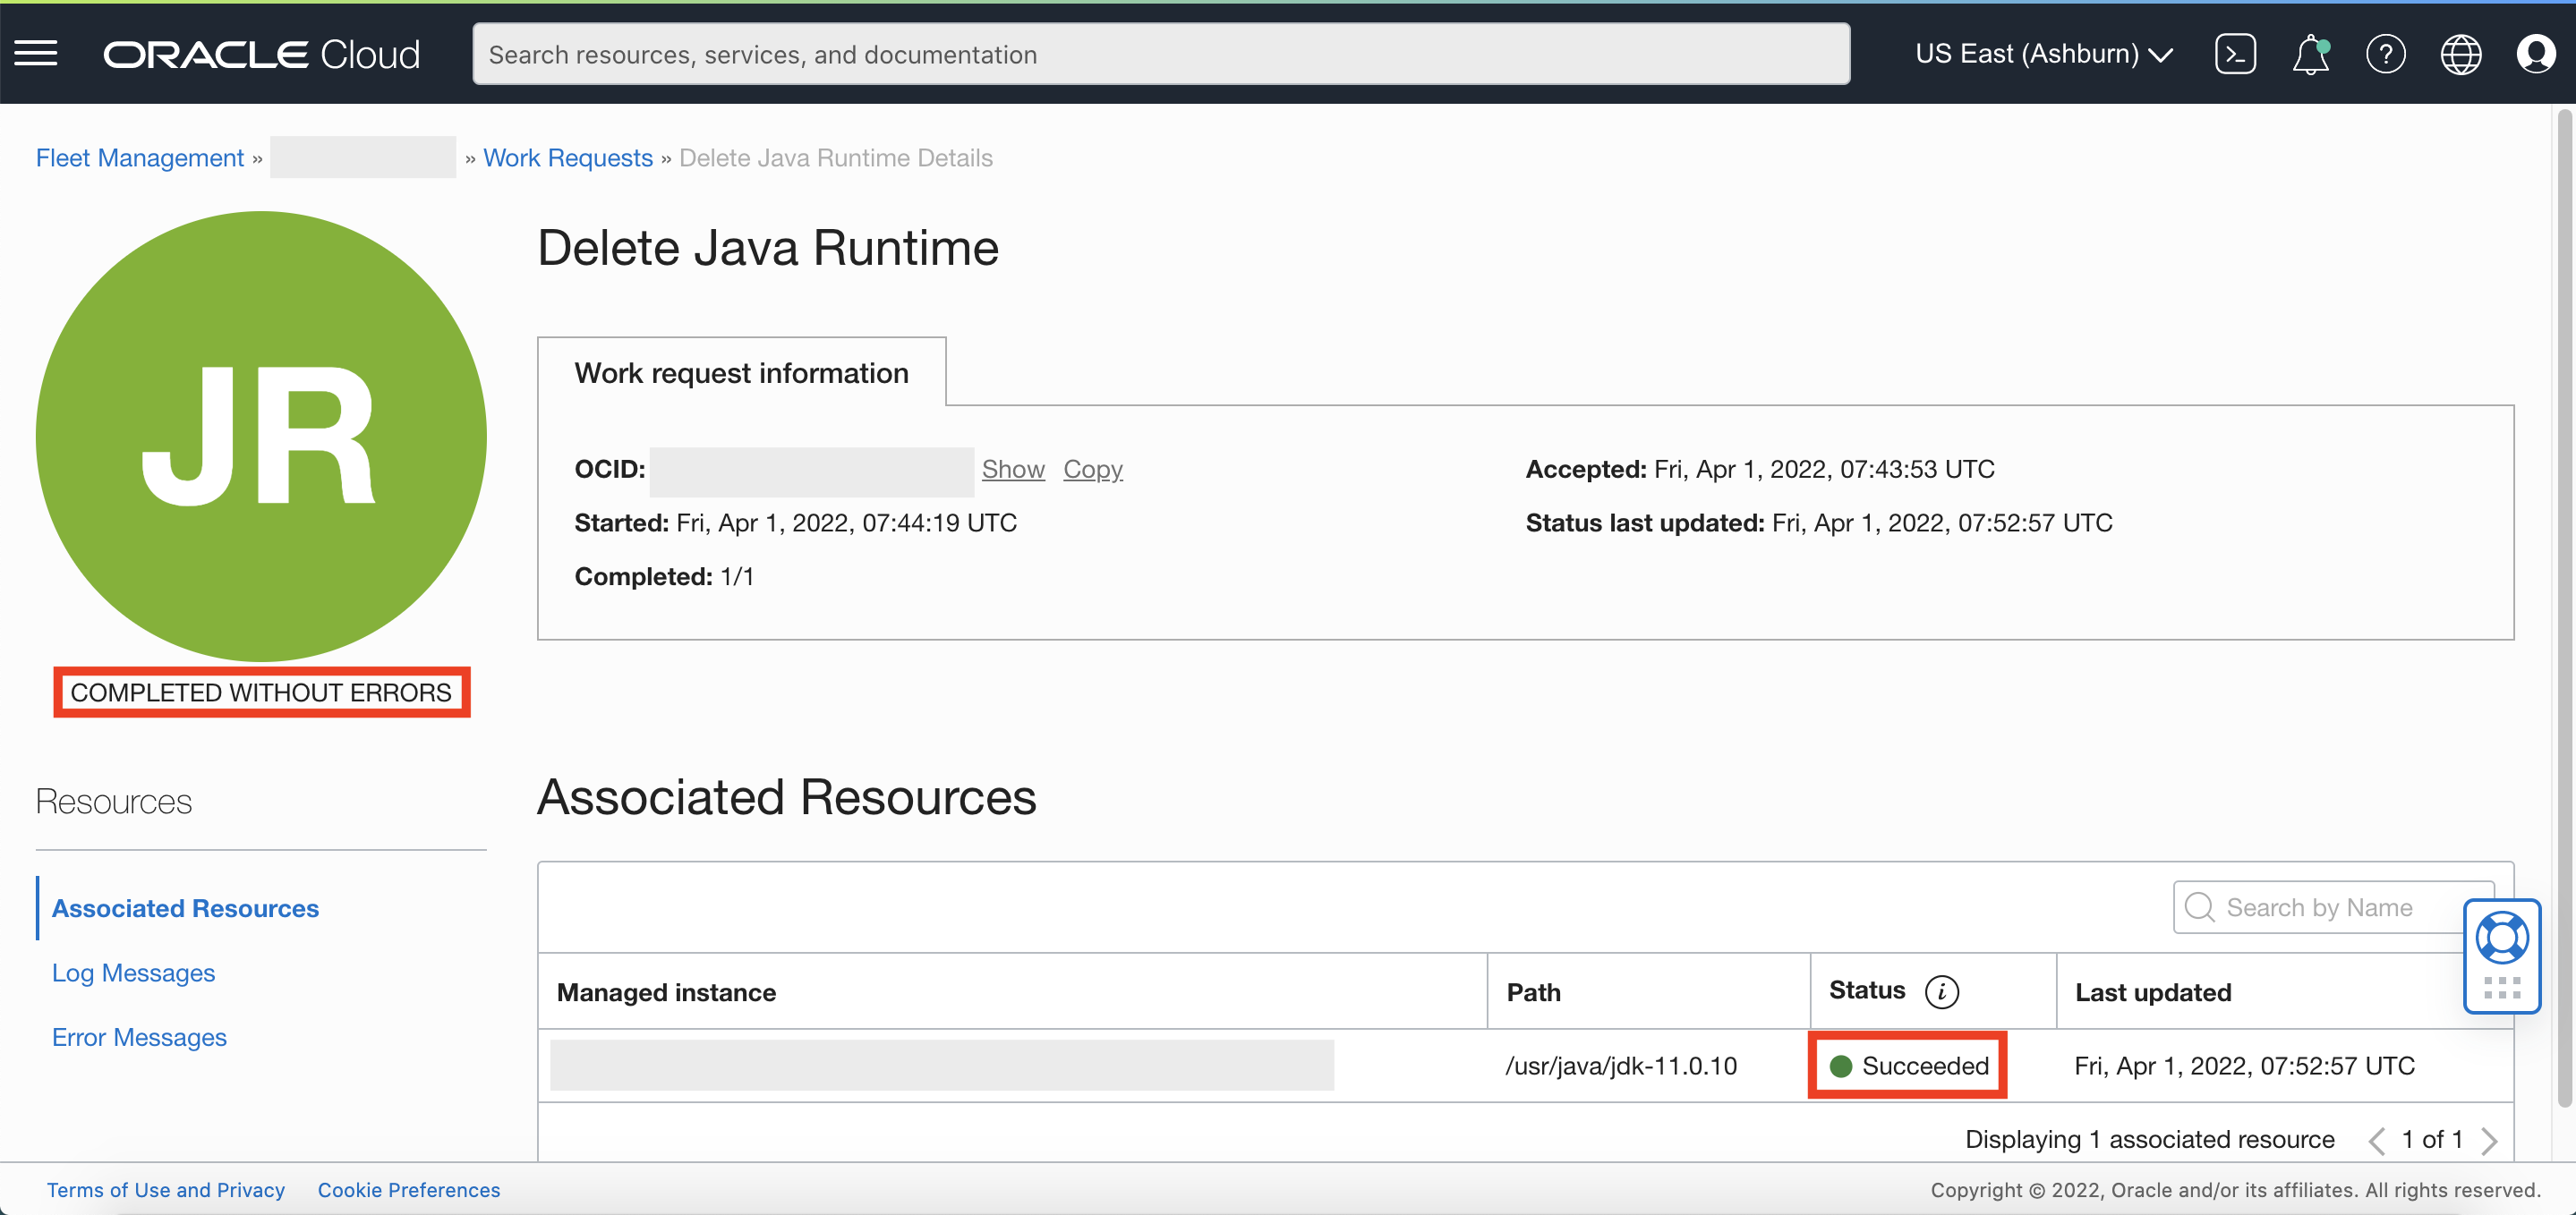 ORACLE Cloud
Search resources, services, and documentation
US East (Ashburn)
Fleet Management » » Work Requests » Delete Java Runtime Details
JR
COMPLETED WITHOUT ERRORS
Delete Java Runtime
Work request information
OCID: Show Copy
Started: Fri, Apr 1, 2022, 07:44:19 UTC
Completed: 1/1
Accepted: Fri, Apr 1, 2022, 07:43:53 UTC
Status last updated: Fri, Apr 1, 2022, 07:52:57 UTC
Resources
Associated Resources
Log Messages
Error Messages
Associated Resources
Search by Name
Managed instance Path Status i Last updated
/usr/java/jdk-11.0.10 Succeeded Fri, Apr 1, 2022, 07:52:57 UTC
Displaying 1 associated resource < 1 of 1 >
Terms of Use and Privacy Cookie Preferences
Copyright © 2022, Oracle and/or its affiliates. All rights reserved.